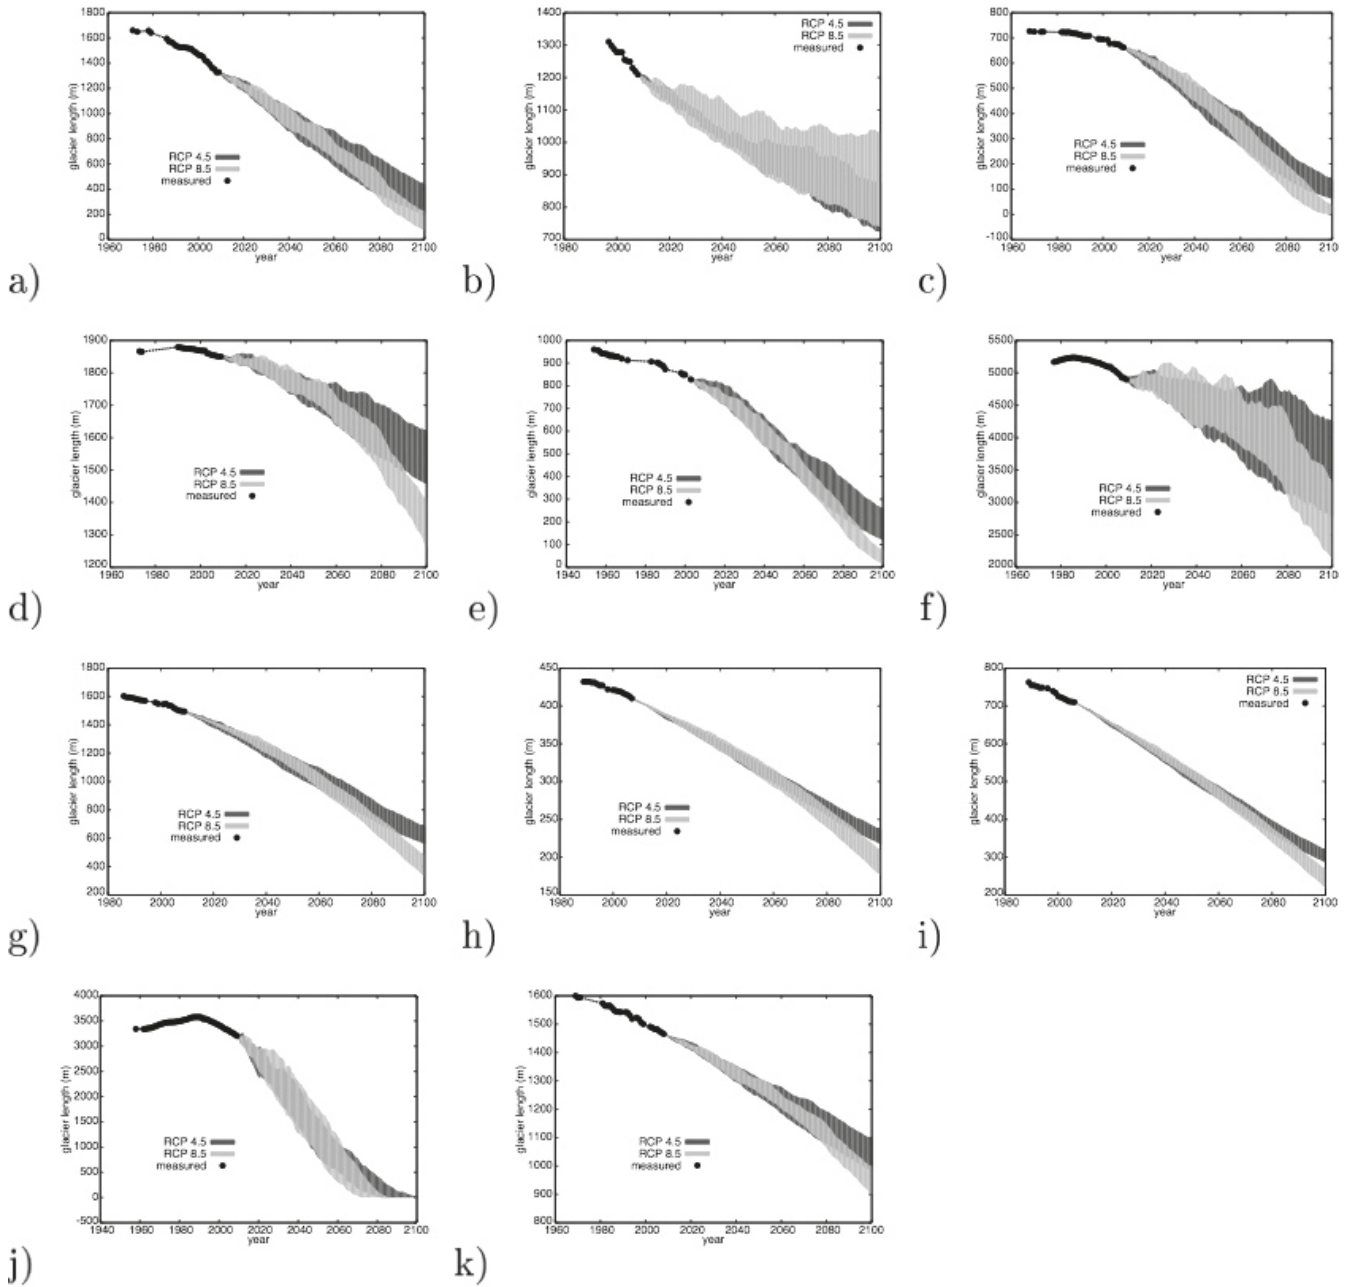 1800
1600
1400
1200
1000
800
600
400
200
0
glacier length (m)
RCP 4.5
RCP 8.5
measured
1960 1980 2000 2020 2040 2060 2080 2100
year
a)
1400
1300
1200
1100
1000
900
800
700
glacier length (m)
RCP 4.5
RCP 8.5
measured
1980 2000 2020 2040 2060 2080 2100
year
b)
800
700
600
500
400
300
200
100
0
-100
glacier length (m)
RCP 4.5
RCP 8.5
measured
1960 1980 2000 2020 2040 2060 2080 210
year
c)
1900
1800
1700
1600
1500
1400
1300
1200
glacier length (m)
RCP 4.5
RCP 8.5
measured
1960 1980 2000 2020 2040 2060 2080 2100
year
d)
1000
900
800
700
600
500
400
300
200
100
0
glacier length (m)
RCP 4.5
RCP 8.5
measured
1940 1960 1980 2000 2020 2040 2060 2080 2100
year
e)
5500
5000
4500
4000
3500
3000
2500
2000
glacier length (m)
RCP 4.5
RCP 8.5
measured
1960 1980 2000 2020 2040 2060 2080 210
year
f)
1800
1600
1400
1200
1000
800
600
400
200
glacier length (m)
RCP 4.5
RCP 8.5
measured
1980 2000 2020 2040 2060 2080 2100
year
g)
450
400
350
300
250
200
150
glacier length (m)
RCP 4.5
RCP 8.5
measured
1980 2000 2020 2040 2060 2080 2100
year
h)
800
700
600
500
400
300
200
glacier length (m)
RCP 4.5
RCP 8.5
measured
1980 2000 2020 2040 2060 2080 2100
year
i)
4000
3500
3000
2500
2000
1500
1000
500
0
-500
glacier length (m)
RCP 4.5
RCP 8.5
measured
1940 1960 1980 2000 2020 2040 2060 2080 2100
year
j)
1600
1500
1400
1300
1200
1100
1000
900
800
glacier length (m)
RCP 4.5
RCP 8.5
measured
1960 1980 2000 2020 2040 2060 2080 2100
year
k)